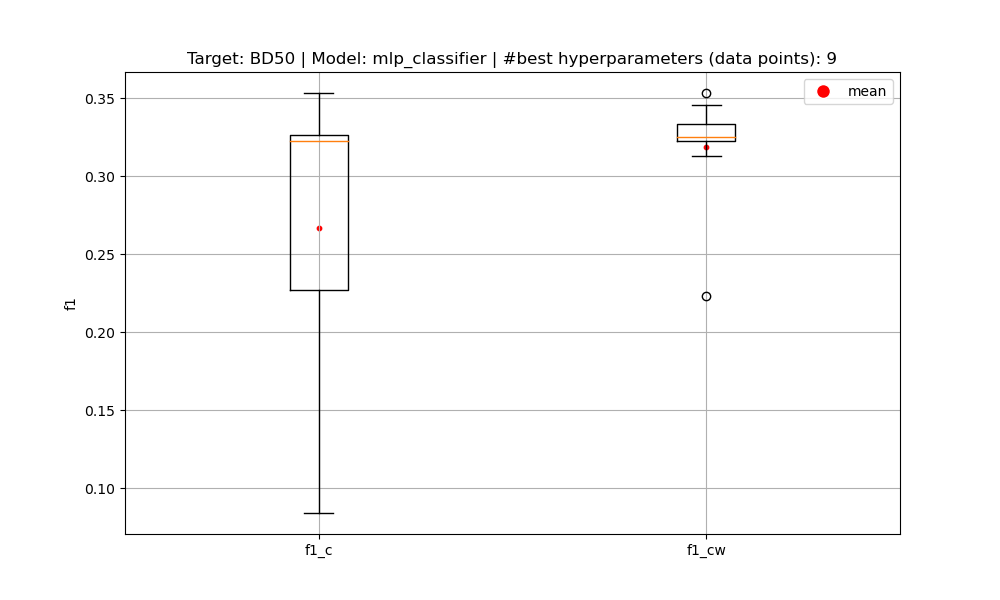 Target: BD50 | Model: mlp_classifier | #best hyperparameters (data points): 9
mean
0.35
0.30
0.25
0.20
0.15
0.10
f1
f1_c
f1_cw